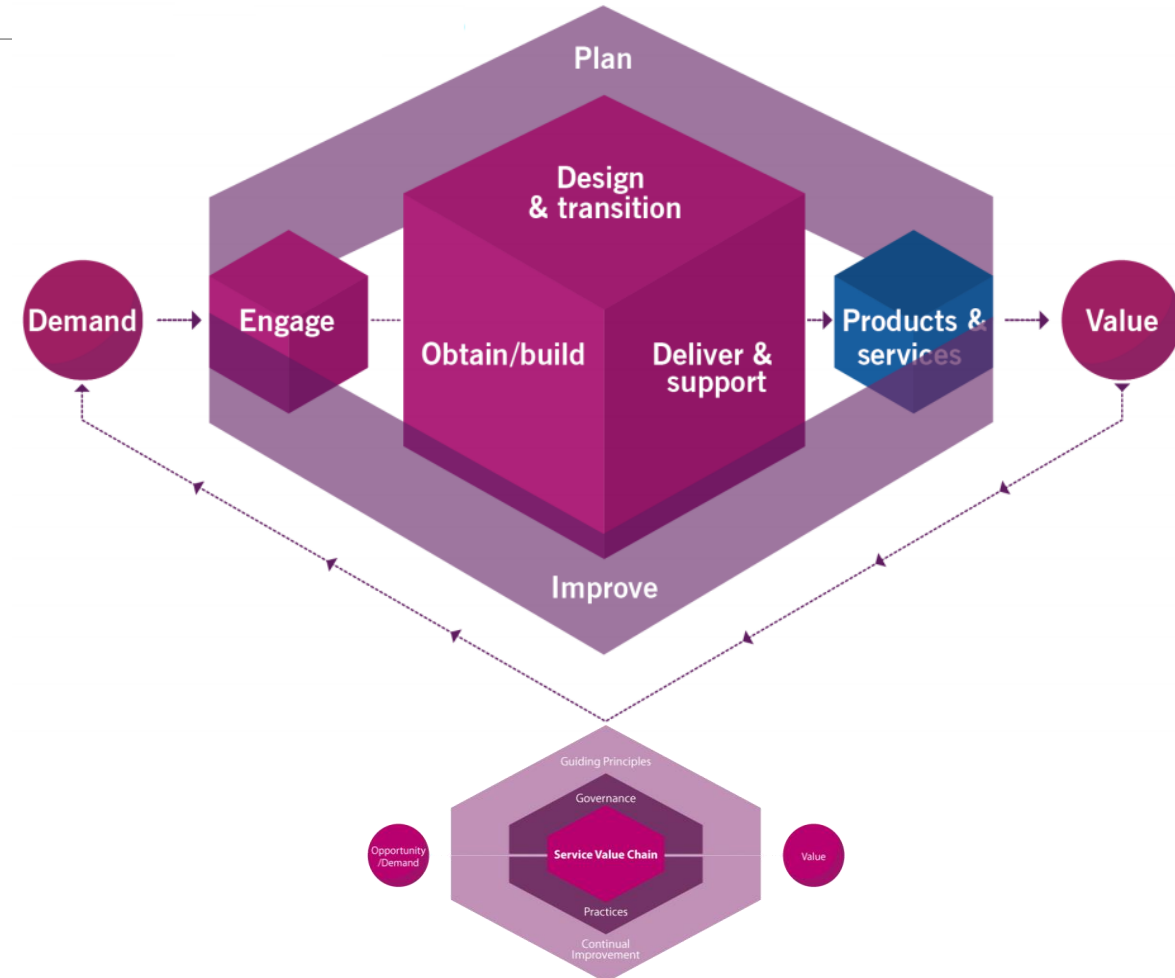 Plan
Design
& transition
Demand
Engage
Products &
services
Value
Obtain/build
Deliver &
support
Improve
Guiding Principles
Governance
Opportunity
/Demand
Service Value Chain
Value
Practices
Continual
Improvement